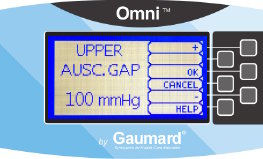 Omni™
UPPER
AUSC. GAP
100 mmHg
+
OK
CANCEL
-
HELP
by Gaumard®